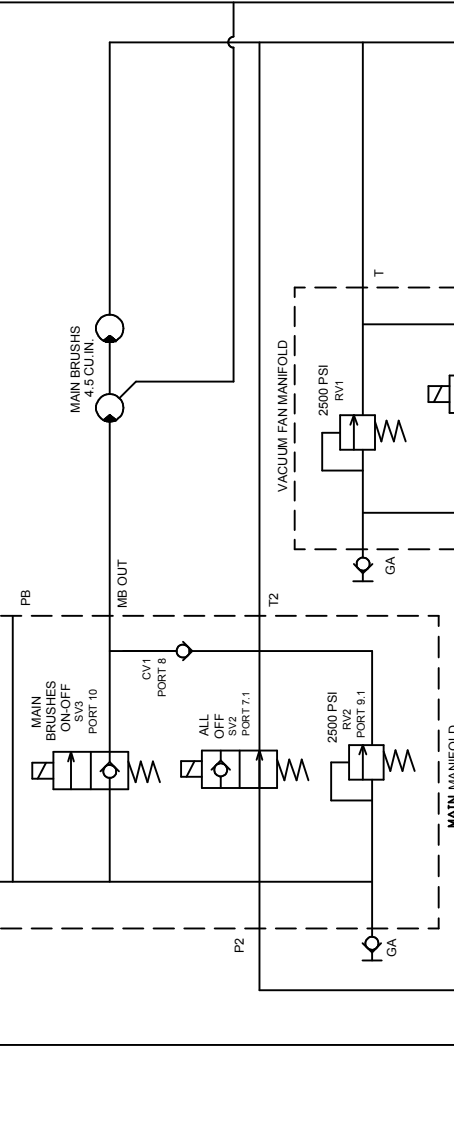 MAIN BRUSHS
4.5 CU.IN.
T
VACUUM FAN MANIFOLD
2500 PSI
RV1
GA
PB
MB OUT
T2
CV1
PORT 8
MAIN
BRUSHES
ON-OFF
SV3
PORT 10
ALL
OFF
SV2
PORT 7.1
2500 PSI
RV2
PORT 9.1
MAIN MANIFOLD
P2
GA